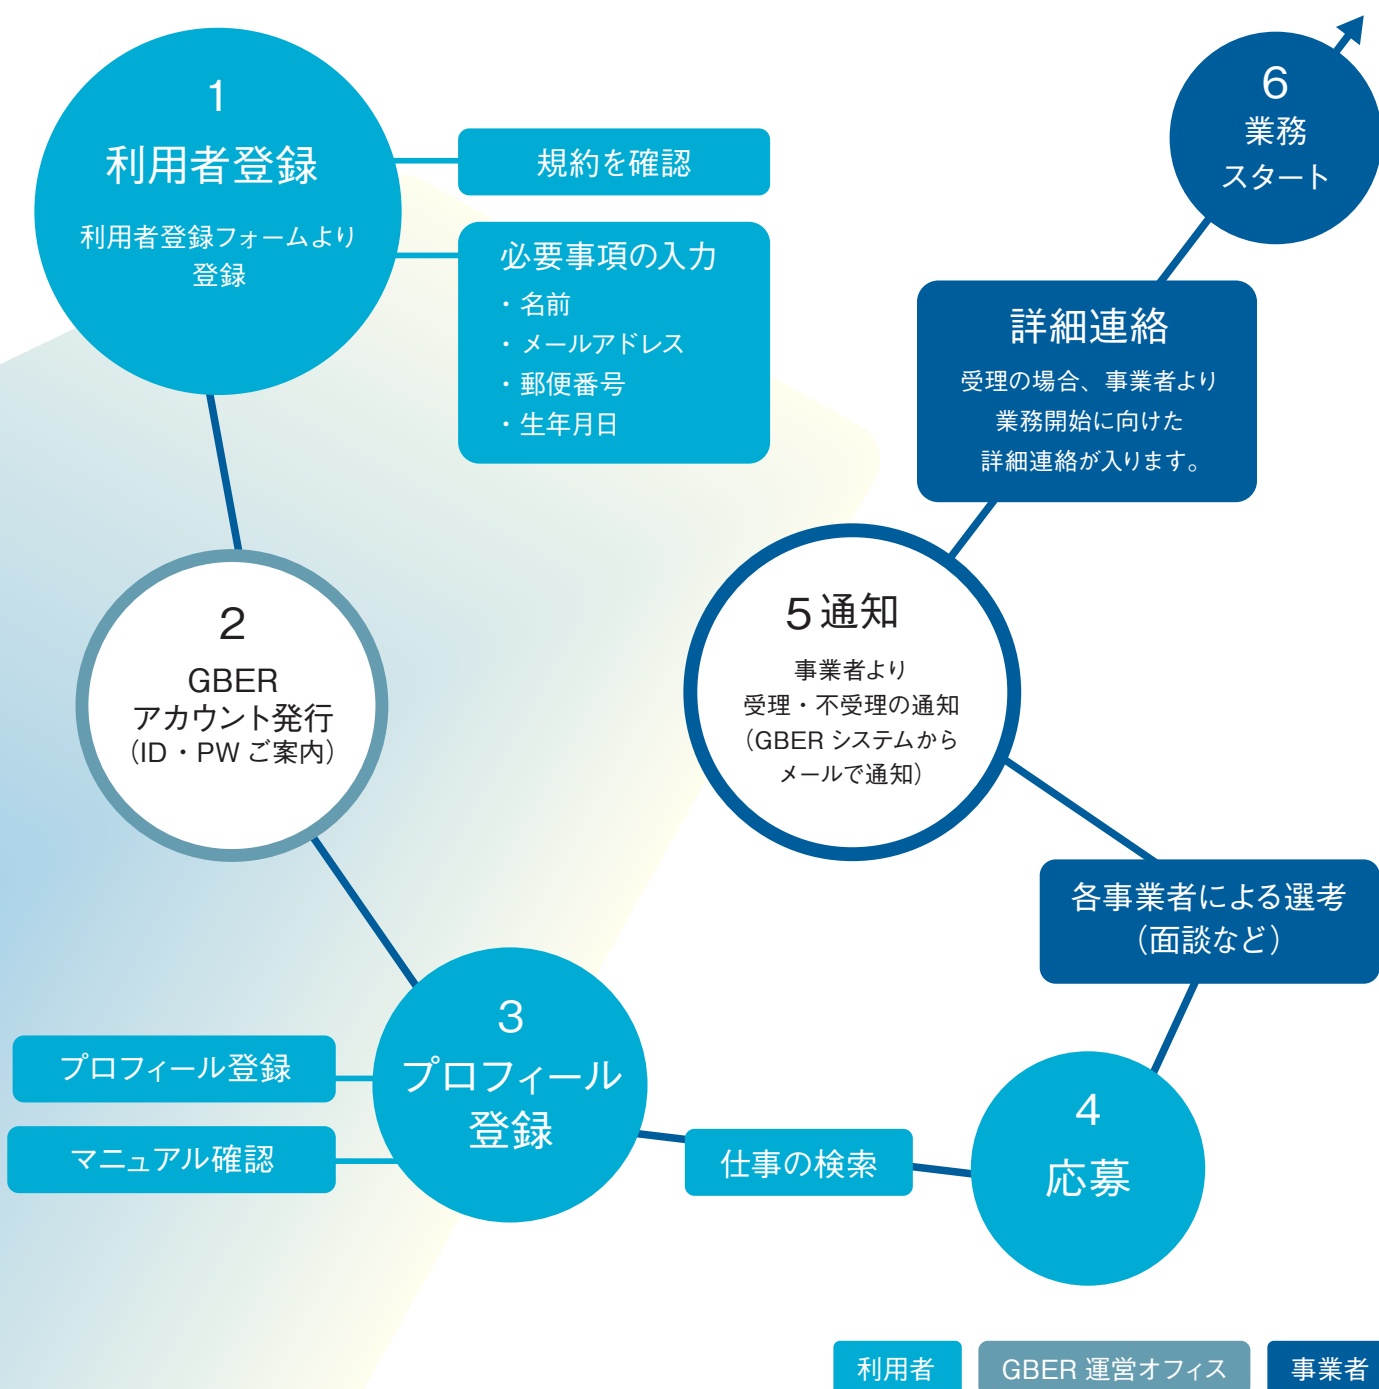 1
利用者登録
利用者登録フォームより
登録
規約を確認
必要事項の入力
・名前
・メールアドレス
・郵便番号
・生年月日
2
GBER
アカウント発行
（ID・PW ご案内）
3
プロフィール
登録
プロフィール登録
マニュアル確認
仕事の検索
4
応募
各事業者による選考
（面談など）
5 通知
事業者より
受理・不受理の通知
（GBER システムから
メールで通知）
詳細連絡
受理の場合、事業者より
業務開始に向けた
詳細連絡が入ります。
6
業務
スタート
利用者
GBER 運営オフィス
事業者